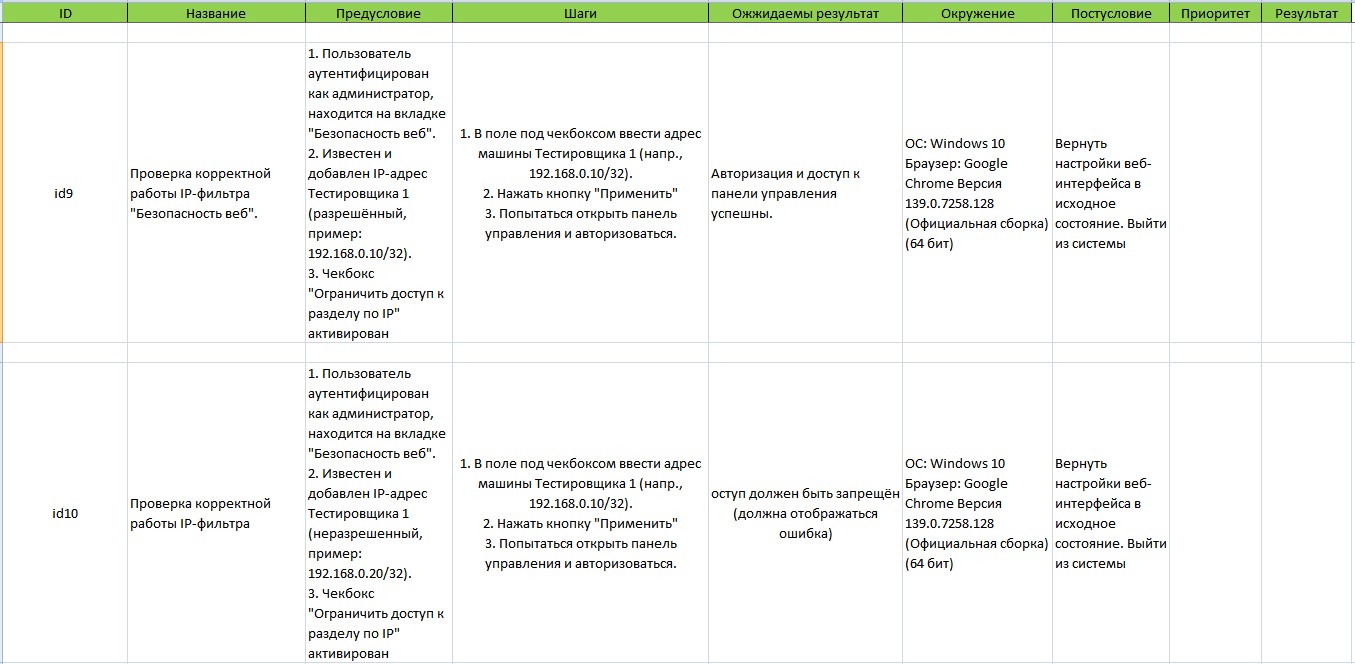 ID Название Предусловие Шаги Ожжидаемы результат Окружение Постусловие Приоритет Результат
id9
Проверка корректной
работы IP-фильтра
"Безопасность веб".
1. Пользователь
аутентифицирован
как администратор,
находится на вкладке
"Безопасность веб".
2. Известен и
добавлен IP-адрес
Тестировщика 1
(разрешённый,
пример:
192.168.0.10/32).
3. Чекбокс
"Ограничить доступ к
разделу по IP"
активирован
1. В поле под чекбоксом ввести адрес
машины Тестировщика 1 (напр.,
192.168.0.10/32).
2. Нажать кнопку "Применить"
3. Попытаться открыть панель
управления и авторизоваться.
Авторизация и доступ к
панели управления
успешны.
ОС: Windows 10
Браузер: Google
Chrome Версия
139.0.7258.128
(Официальная сборка)
(64 бит)
Вернуть
настройки веб-
интерфейса в
исходное
состояние. Выйти
из системы
id10
Проверка корректной
работы IP-фильтра
1. Пользователь
аутентифицирован
как администратор,
находится на вкладке
"Безопасность веб".
2. Известен и
добавлен IP-адрес
Тестировщика 1
(неразрешенный,
пример:
192.168.0.20/32).
3. Чекбокс
"Ограничить доступ к
разделу по IP"
активирован
1. В поле под чекбоксом ввести адрес
машины Тестировщика 1 (напр.,
192.168.0.10/32).
2. Нажать кнопку "Применить"
3. Попытаться открыть панель
управления и авторизоваться.
оступ должен быть запрещён
(должна отображаться
ошибка)
ОС: Windows 10
Браузер: Google
Chrome Версия
139.0.7258.128
(Официальная сборка)
(64 бит)
Вернуть
настройки веб-
интерфейса в
исходное
состояние. Выйти
из системы